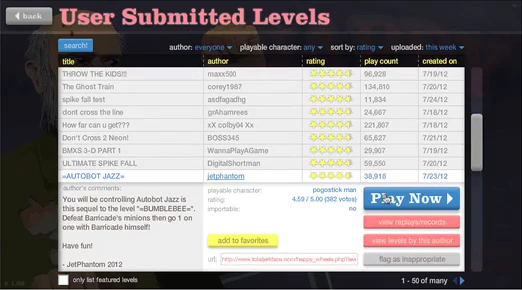 back
User Submitted Levels
search!
author: everyone playable character: any sort by: rating uploaded: this week
title author rating play count created on
THROW THE KIDS!!! maxx500 96,928 7/19/12
The Ghost Train corey1987 134,810 7/20/12
spike fall test asdfagadhg 11,834 7/24/12
dont cross the line grAhamrees 24,667 7/18/12
How far can u get??? xX colby04 Xx 221,807 7/18/12
Don't Cross 2 Neon! BOSS345 65,627 7/21/12
BMXS 3-D PART 1 WannaPlayAGame 29,907 7/19/12
ULTIMATE SPIKE FALL DigitalShortman 59,550 7/20/12
=AUTOBOT JAZZ= jetphantom 38,918 7/23/12
author's comments:
You will be controlling Autobot Jazz is
this sequel to the level "=BUMBLEBEE=".
Defeat Barricade's minions then go 1 on
one with Barricade himself!
Have fun!
- JetPhantom 2012
playable character: pogostick man
rating: 4.59 / 5.00 (382 votes)
importable: no
add to favorites
url:
Play Now
view replays/records
view levels by this author
flag as inappropriate
only list featured levels
1 - 50 of many